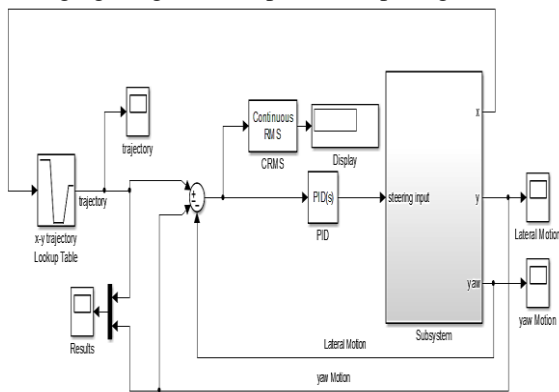 x
Continuous
RMS
CRMS
Display
trajectory
trajectory
PID(s)
PID
steering input
y
Lateral Motion
x-y trajectory
Lookup Table
yaw
yaw Motion
Subsystem
Results
Lateral Motion
yaw Motion